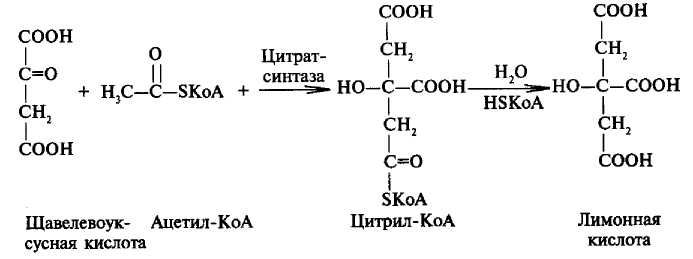 COOH
C=O
CH2
COOH
+
O
H3C–C–SKoA
+
Цитрат-
синтаза
COOH
CH2
HO–C–COOH
CH2
C=O
SKoA
H2O
HSKoA
COOH
CH2
HO–C–COOH
CH2
COOH
Щавелевоук-
сусная кислота
Ацетил-КоА
Цитрил-КоА
Лимонная
кислота